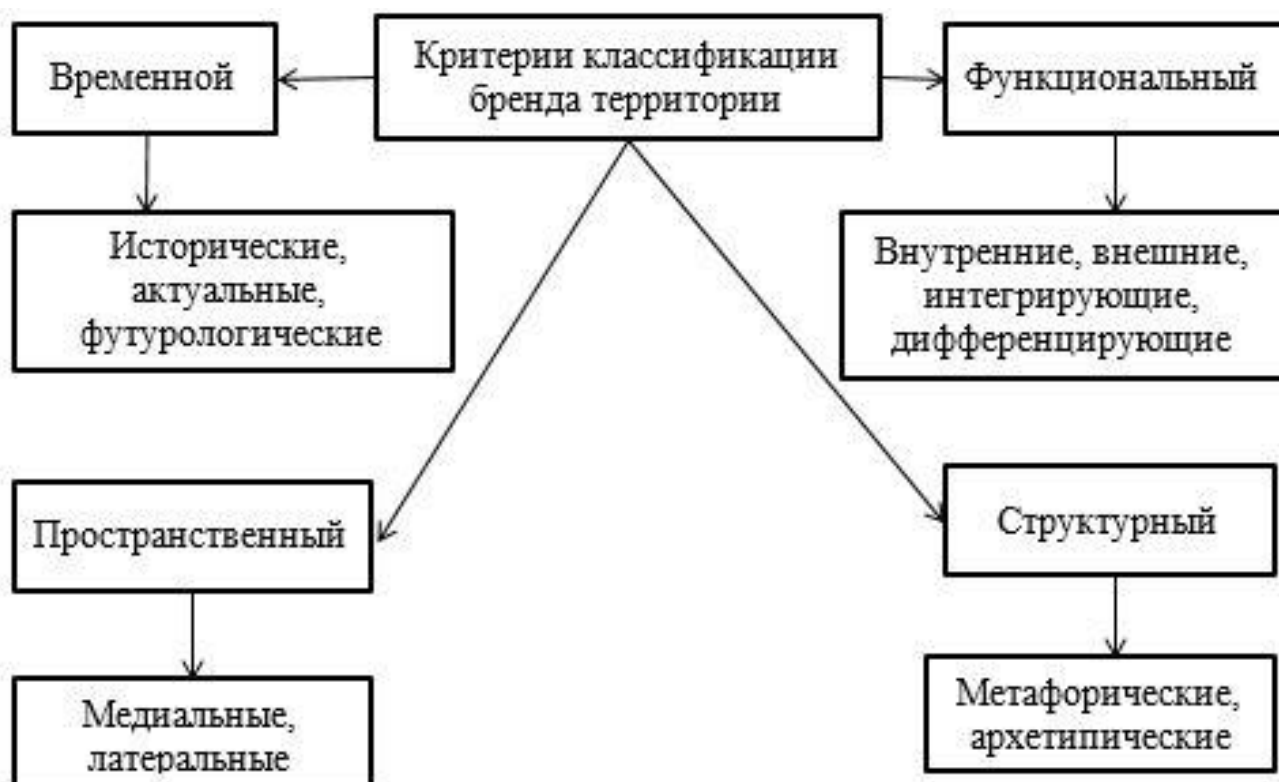 Критерии классификации
бренда территории
Временной
Функциональный
Исторические,
актуальные,
футурологические
Внутренние, внешние,
интегрирующие,
дифференцирующие
Пространственный
Структурный
Медиальные,
латеральные
Метафорические,
архетипические